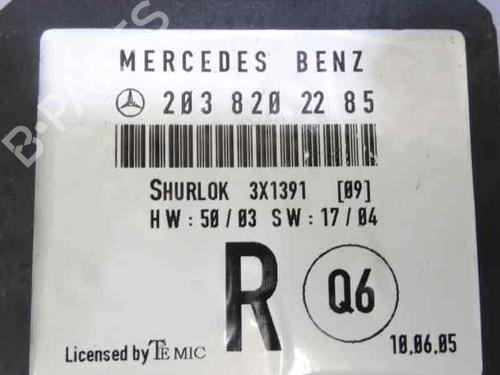 MERCEDES BENZ
203 820 22 85
SHURLOK 3X1391 [09]
HW : 50 / 03 SW : 17 / 04
R
Q6
Licensed by TEMIC
10.06.05